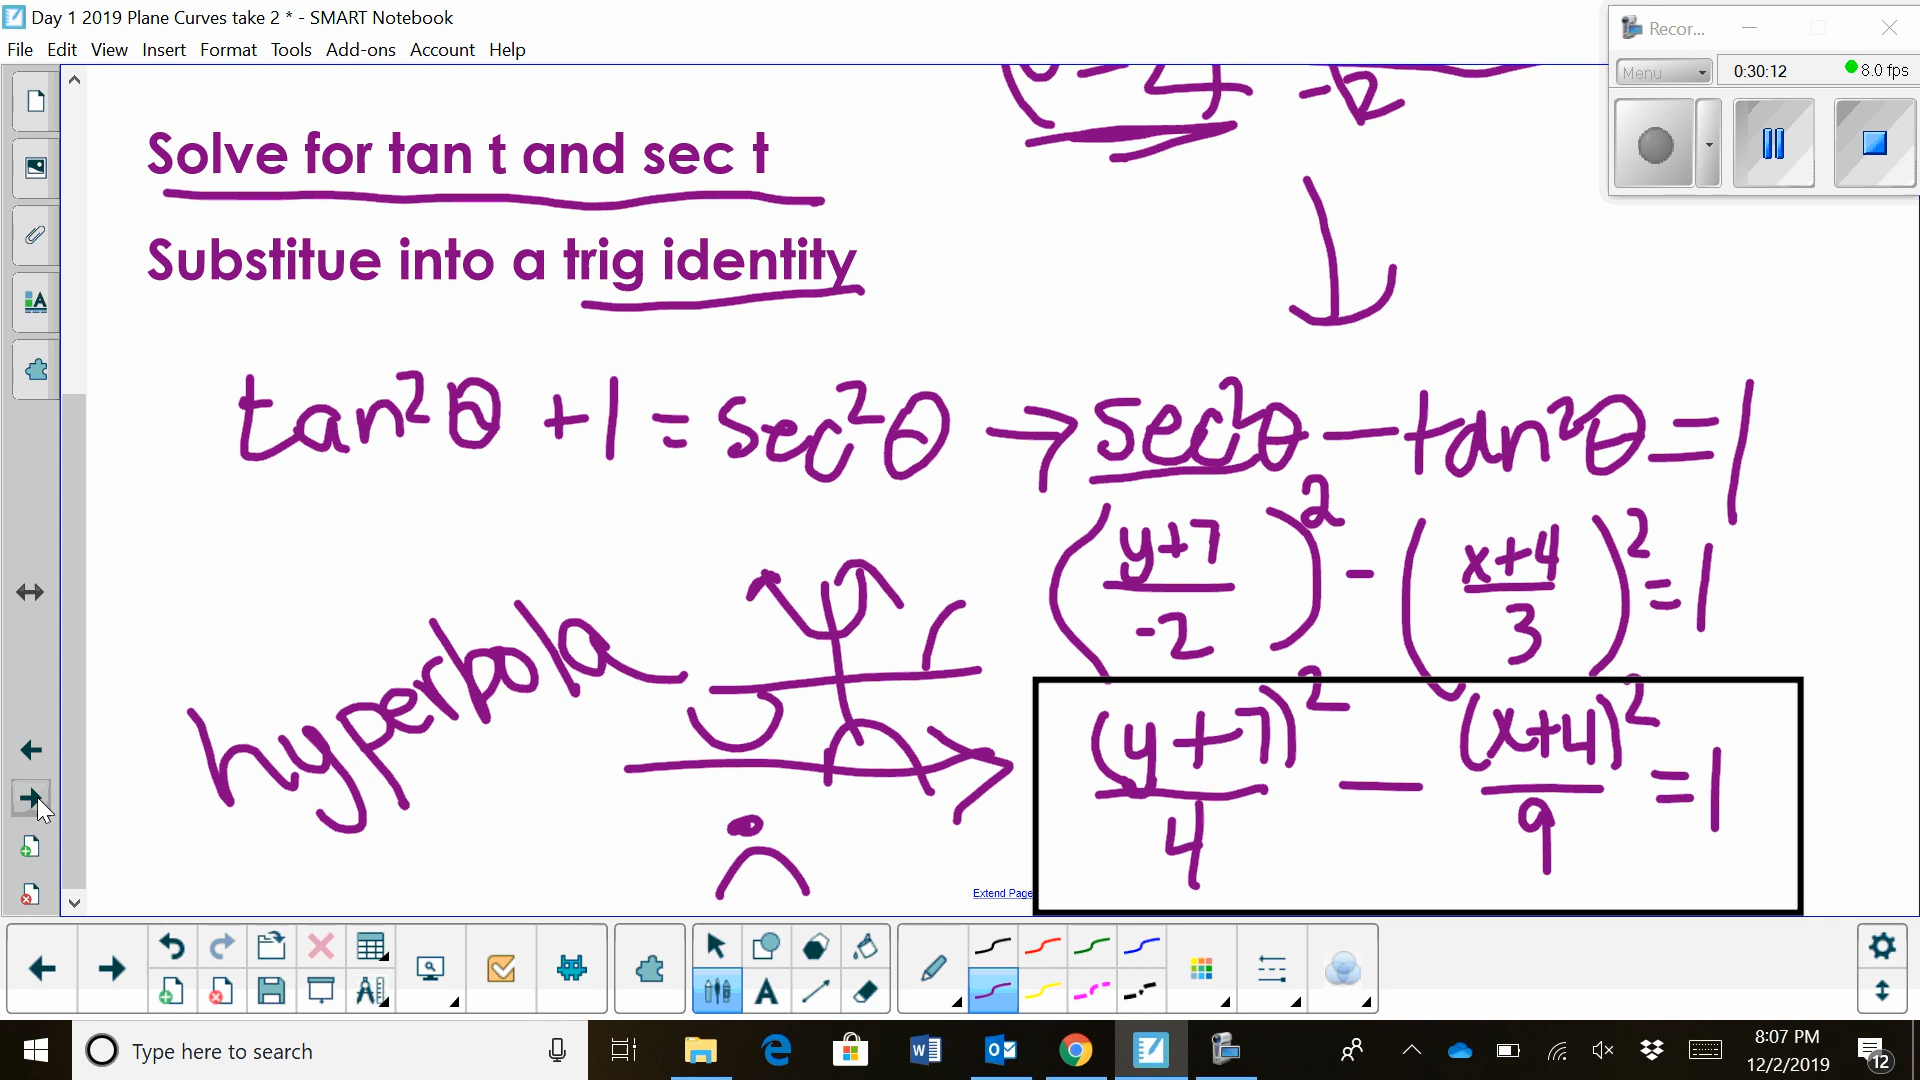 Day 1 2019 Plane Curves take 2 * - SMART Notebook
File Edit View Insert Format Tools Add-ons Account Help
Recor...
Menu 0:30:12 8.0 fps
-2
Solve for tan t and sec t
Substitue into a trig identity
tan²θ +1 = sec²θ → sec²θ - tan²θ = 1
((y+7)/-2)² - ((x+4)/3)² = 1
hyperbola
(y+7)²/4 - (x+4)²/9 = 1
Extend Page
A
Type here to search
8:07 PM
12/2/2019
12